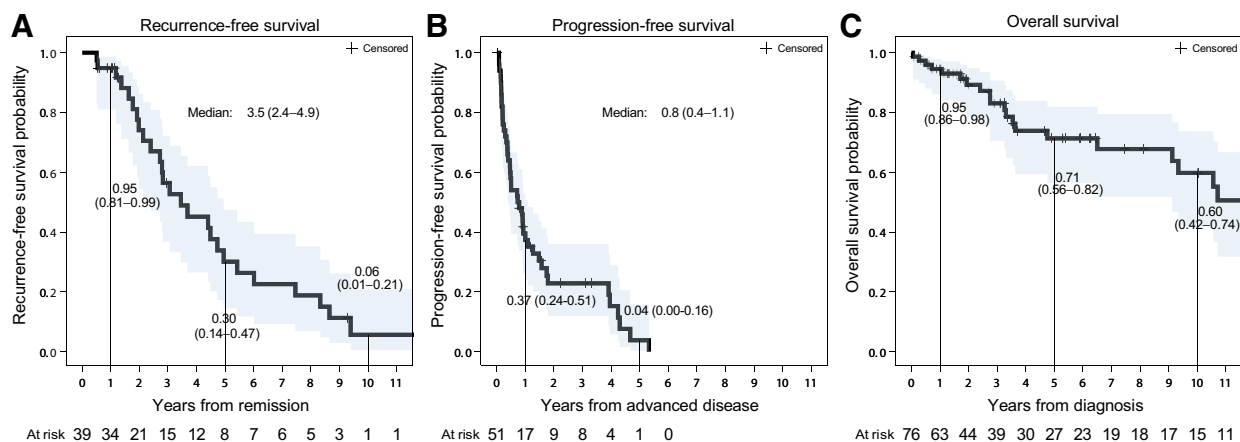 A
Recurrence-free survival
Censored
Median: 3.5 (2.4–4.9)
0.95
(0.81–0.99)
0.30
(0.14–0.47)
0.06
(0.01–0.21)
Recurrence-free survival probability
1.0
0.8
0.6
0.4
0.2
0.0
0 1 2 3 4 5 6 7 8 9 10 11
Years from remission
At risk 39 34 21 15 12 8 7 6 5 3 1 1
B
Progression-free survival
Censored
Median: 0.8 (0.4–1.1)
0.37 (0.24-0.51)
0.04 (0.00-0.16)
Progression-free survival probability
1.0
0.8
0.6
0.4
0.2
0.0
0 1 2 3 4 5 6 7 8 9 10 11
Years from advanced disease
At risk 51 17 9 8 4 1 0
C
Overall survival
Censored
0.95
(0.86–0.98)
0.71
(0.56–0.82)
0.60
(0.42–0.74)
Overall survival probability
1.0
0.8
0.6
0.4
0.2
0.0
0 1 2 3 4 5 6 7 8 9 10 11
Years from diagnosis
At risk 76 63 44 39 30 27 23 19 18 17 15 11